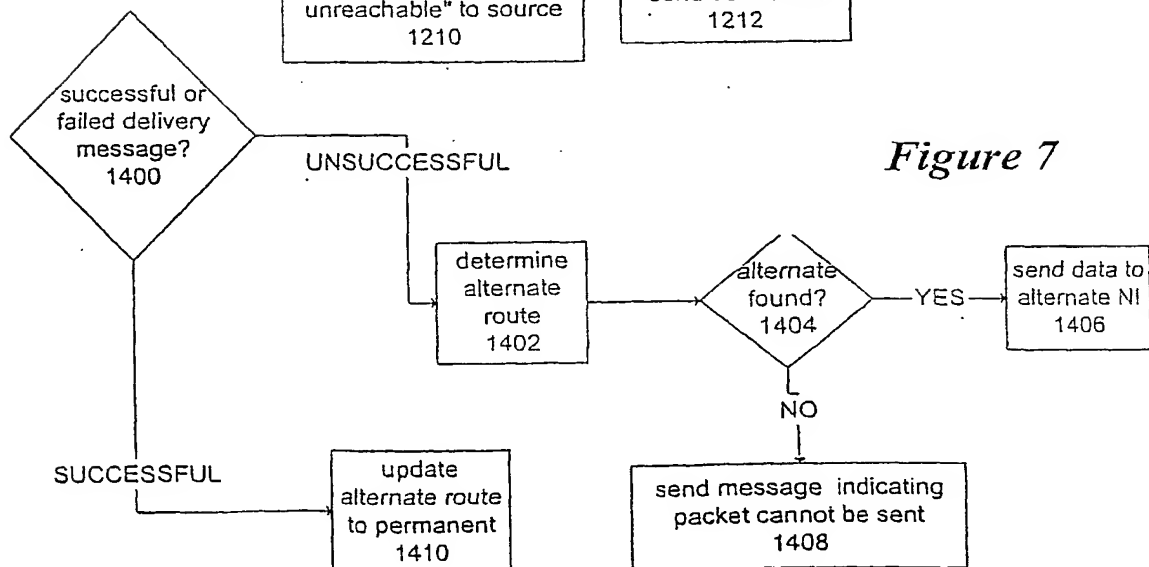 unreachable" to source
1210
1212
successful or
failed delivery
message?
1400
UNSUCCESSFUL
Figure 7
determine
alternate
route
1402
alternate
found?
1404
YES
send data to
alternate NI
1406
NO
SUCCESSFUL
update
alternate route
to permanent
1410
send message indicating
packet cannot be sent
1408